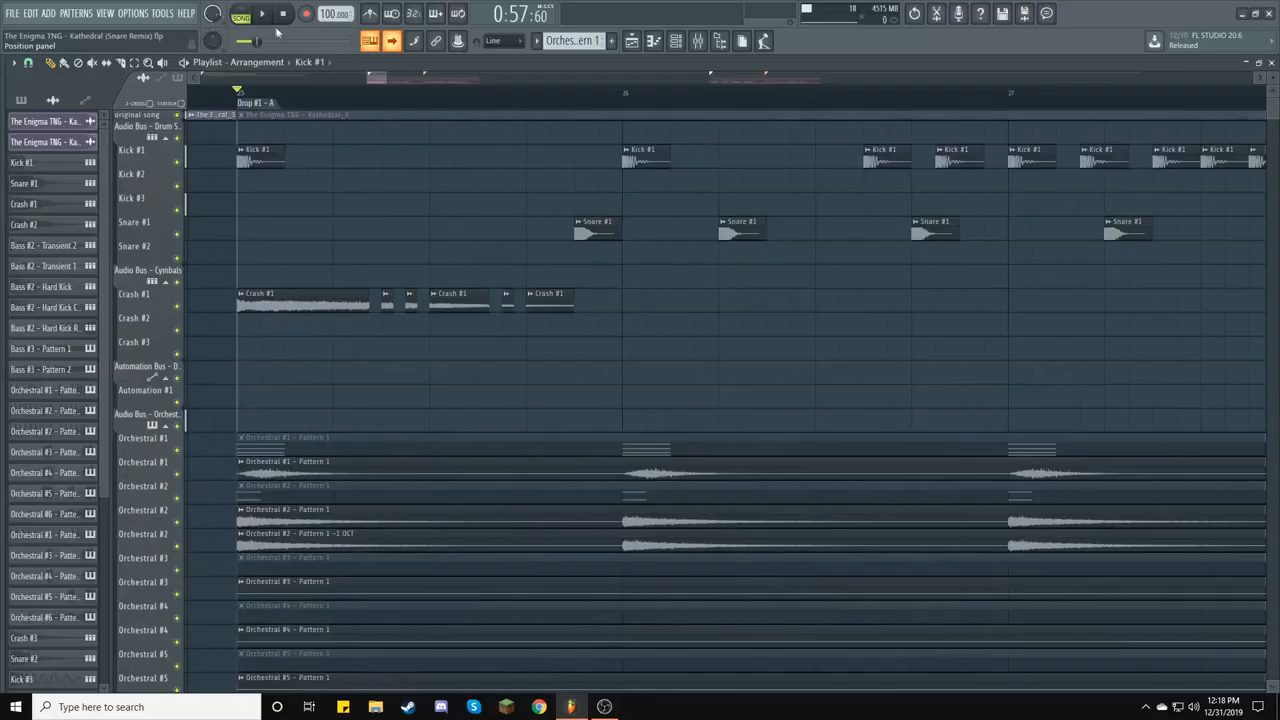 FILE EDIT ADD PATTERNS VIEW OPTIONS TOOLS HELP
SONG
100.000
0:57:60
18
4515 MB
0
The Enigma TNG - Kathedral (Snare Remix).flp
Position panel
Line
Orches..ern 1
12/10 FL STUDIO 20.6
Released
Playlist - Arrangement › Kick #1 ›
25
26
27
Z-CROSS
STRETCH
Drop #1 - A
The Enigma TNG - Ka..
The Enigma TNG - Ka..
Kick #1
Snare #1
Crash #1
Crash #2
Bass #2 - Transient 2
Bass #2 - Transient 1
Bass #2 - Hard Kick
Bass #2 - Hard Kick C
Bass #2 - Hard Kick R
Bass #3 - Pattern 1
Bass #3 - Pattern 2
Orchestral #1 - Patte..
Orchestral #2 - Patte..
Orchestral #2 - Patte..
Orchestral #3 - Patte..
Orchestral #4 - Patte..
Orchestral #5 - Patte..
Orchestral #6 - Patte..
Orchestral #1 - Patte..
Orchestral #3 - Patte..
Orchestral #4 - Patte..
Orchestral #5 - Patte..
Orchestral #6 - Patte..
Crash #3
Snare #2
Kick #3
original song
The E..ral_3
The Enigma TNG - Kathedral_3
Audio Bus - Drum S..
Kick #1
Kick #1
Kick #1
Kick #1
Kick #1
Kick #1
Kick #1
Kick #1
Kick #1
Kick #2
Kick #3
Snare #1
Snare #1
Snare #1
Snare #1
Snare #1
Snare #2
Audio Bus - Cymbals
Crash #1
Crash #1
Crash #1
Crash #1
Crash #2
Crash #3
Automation Bus - D..
Automation #1
Audio Bus - Orchest..
Orchestral #1
Orchestral #1 - Pattern 1
Orchestral #1
Orchestral #1 - Pattern 1
Orchestral #2
Orchestral #2 - Pattern 1
Orchestral #2
Orchestral #2 - Pattern 1
Orchestral #2
Orchestral #2 - Pattern 1 -1 OCT
Orchestral #3
Orchestral #3 - Pattern 1
Orchestral #3
Orchestral #3 - Pattern 1
Orchestral #4
Orchestral #4 - Pattern 1
Orchestral #4
Orchestral #4 - Pattern 1
Orchestral #5
Orchestral #5 - Pattern 1
Orchestral #5
Orchestral #5 - Pattern 1
Type here to search
12:18 PM
12/31/2019